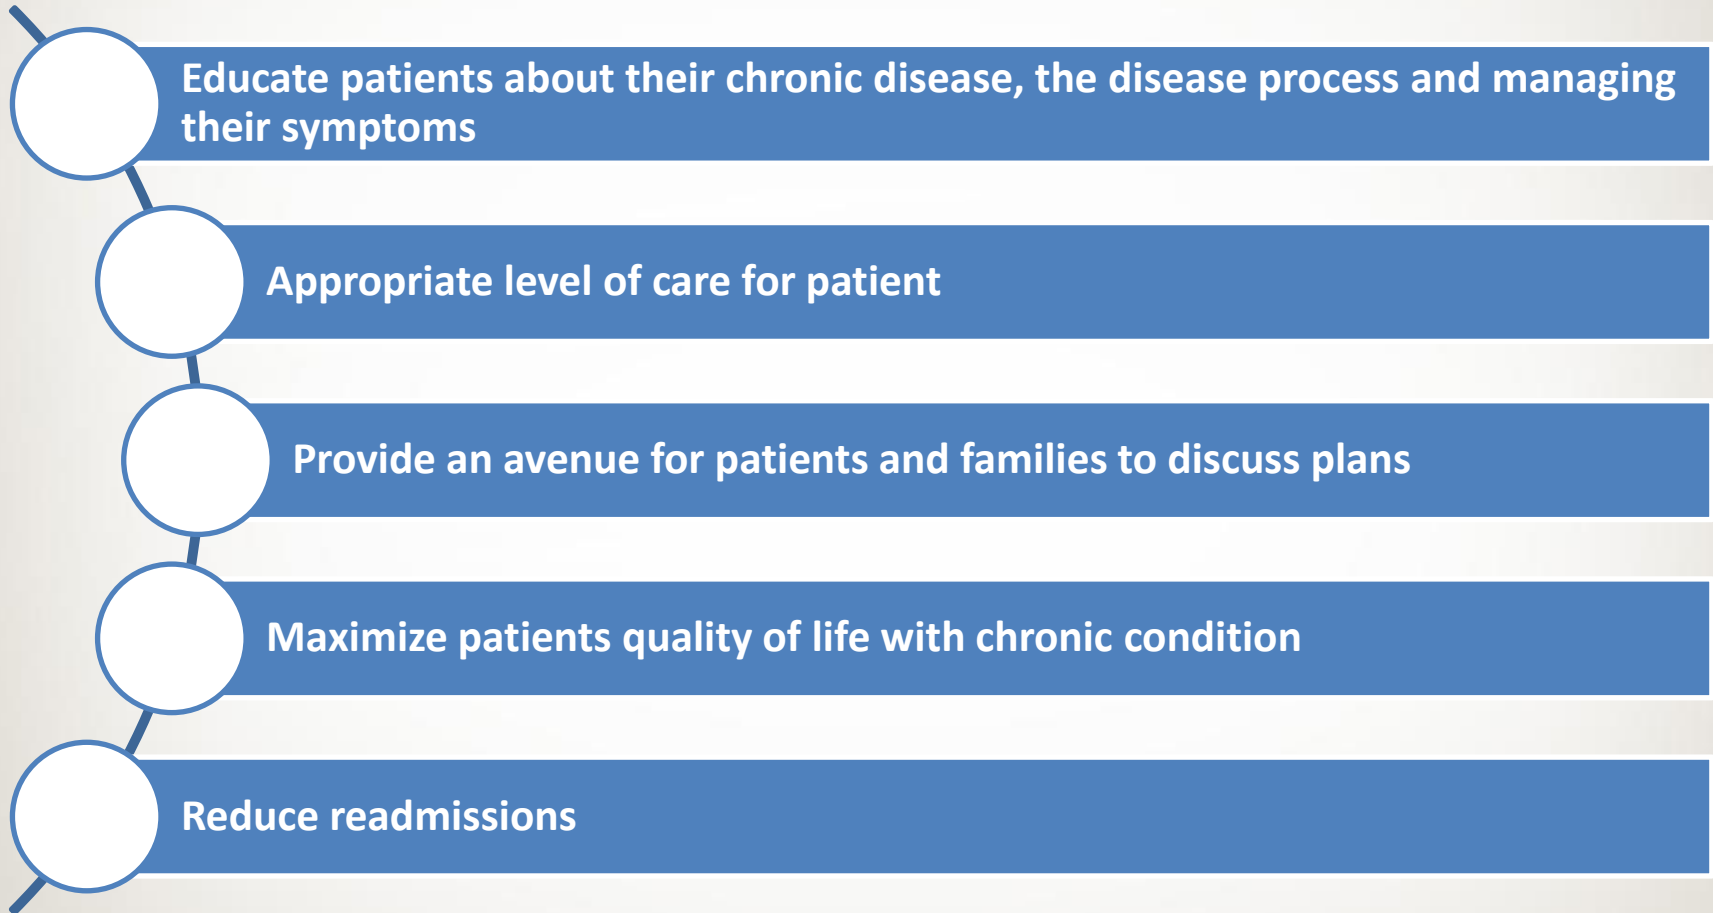 Educate patients about their chronic disease, the disease process and managing
their symptoms
Appropriate level of care for patient
Provide an avenue for patients and families to discuss plans
Maximize patients quality of life with chronic condition
Reduce readmissions